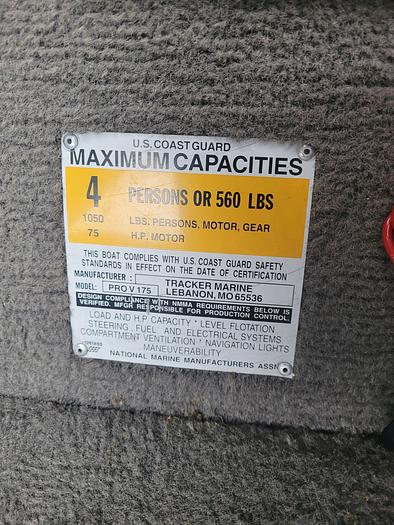 U.S. COAST GUARD
MAXIMUM CAPACITIES
4 PERSONS OR 560 LBS
1050 LBS. PERSONS, MOTOR, GEAR
75 H.P. MOTOR
THIS BOAT COMPLIES WITH U.S. COAST GUARD SAFETY
STANDARDS IN EFFECT ON THE DATE OF CERTIFICATION
MANUFACTURER: TRACKER MARINE
MODEL: PRO V 175 LEBANON, MO 65536
DESIGN COMPLIANCE WITH NMMA REQUIREMENTS BELOW IS
VERIFIED. MFGR RESPONSIBLE FOR PRODUCTION CONTROL.
LOAD AND H.P CAPACITY * LEVEL FLOTATION
STEERING, FUEL AND ELECTRICAL SYSTEMS
COMPARTMENT VENTILATION * NAVIGATION LIGHTS
MANEUVERABILITY
NATIONAL MARINE MANUFACTURERS ASSN